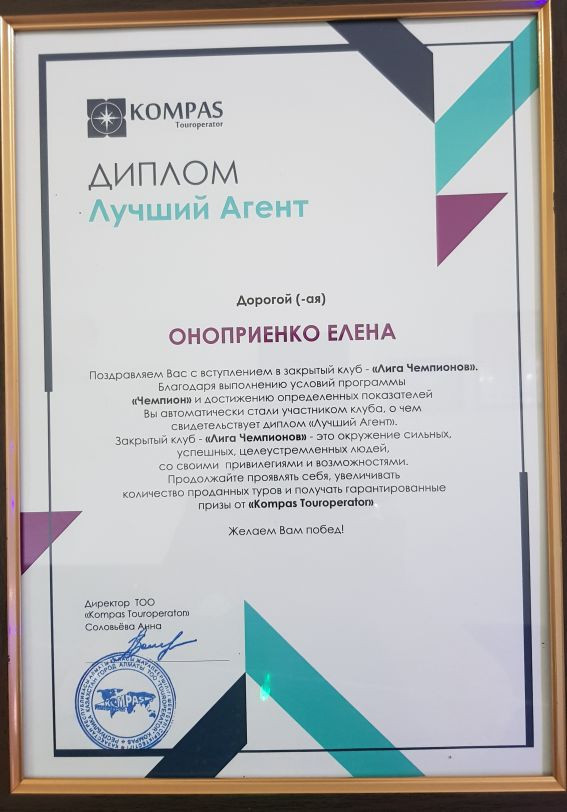 KOMPAS
Touroperator
ДИПЛОМ
Лучший Агент
Дорогой (-ая)
ОНОПРИЕНКО ЕЛЕНА
Поздравляем Вас с вступлением в закрытый клуб - «Лига Чемпионов».
Благодаря выполнению условий программы
«Чемпион» и достижению определенных показателей
Вы автоматически стали участником клуба, о чем
свидетельствует диплом «Лучший Агент».
Закрытый клуб - «Лига Чемпионов» - это окружение сильных,
успешных, целеустремленных людей,
со своими привилегиями и возможностями.
Продолжайте проявлять себя, увеличивать
количество проданных туров и получать гарантированные
призы от «Kompas Touroperator»
Желаем Вам побед!
Директор ТОО
«Kompas Touroperator»
Соловьёва Анна
KOMPAS